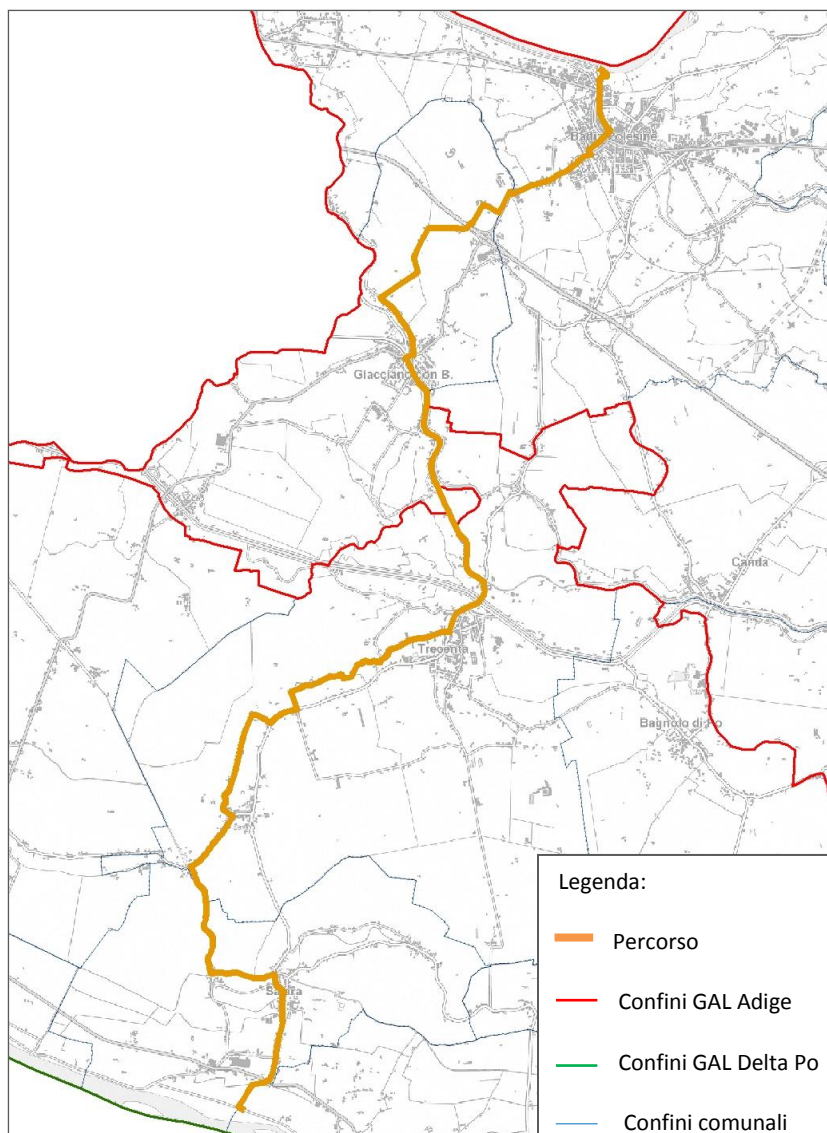 Badia Polesine
Giacciano con B.
Canda
Trecenta
Bagnolo di Po
Salara
Legenda:
Percorso
Confini GAL Adige
Confini GAL Delta Po
Confini comunali